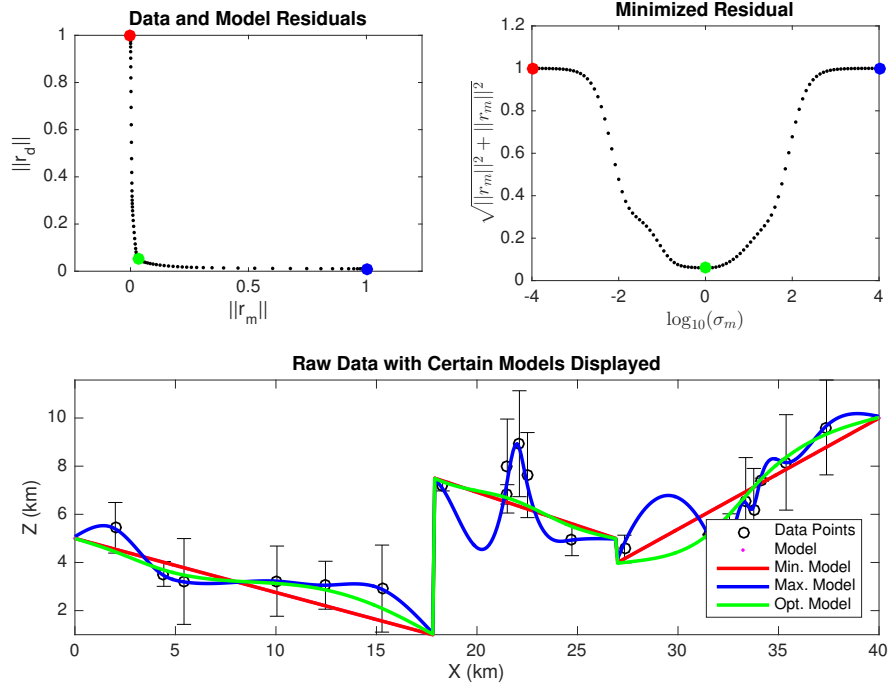 Data and Model Residuals
1
0.8
0.6
0.4
0.2
0
||r_d||
0 0.5 1
||r_m||
Minimized Residual
1.2
1
0.8
0.6
0.4
0.2
0
√||r_m||² + ||r_m||²
-4 -2 0 2 4
log₁₀(σ_m)
Raw Data with Certain Models Displayed
10
8
6
4
2
Z (km)
0 5 10 15 20 25 30 35 40
X (km)
Data Points
Model
Min. Model
Max. Model
Opt. Model